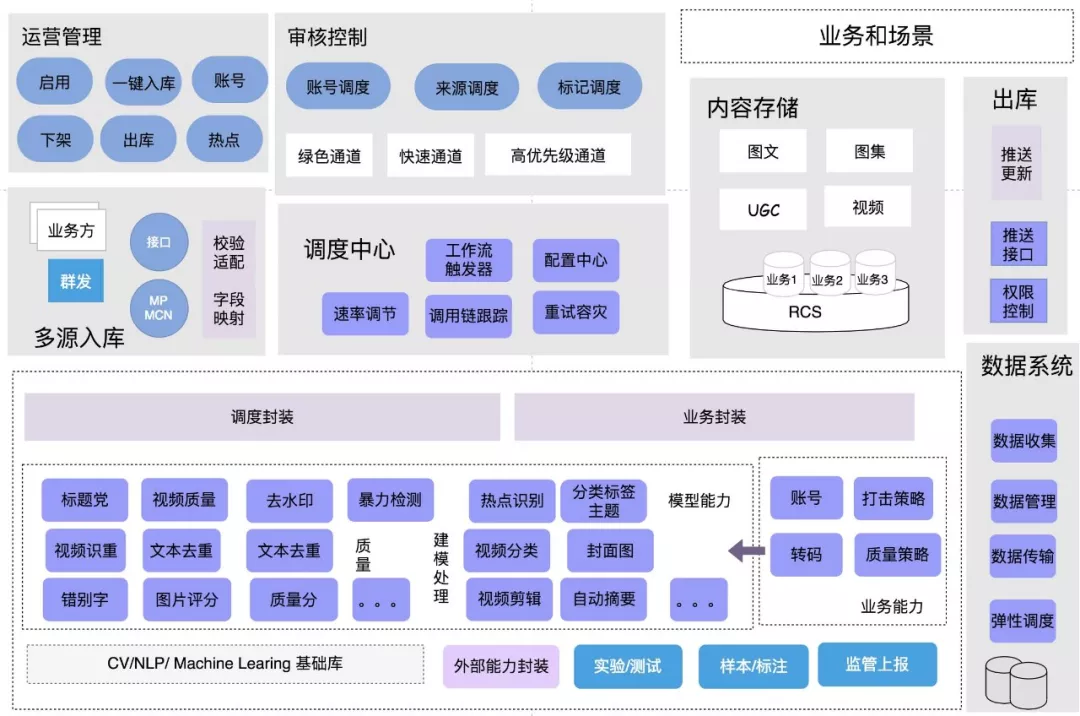 运营管理
启用
一键入库
账号
下架
出库
热点
审核控制
账号调度
来源调度
标记调度
绿色通道
快速通道
高优先级通道
业务和场景
内容存储
图文
图集
UGC
视频
业务1
业务2
业务3
RCS
出库
推送
更新
推送
接口
权限
控制
业务方
群发
接口
MP
MCN
校验
适配
字段
映射
多源入库
调度中心
工作流
触发器
配置中心
速率调节
调用链跟踪
重试容灾
数据系统
数据收集
数据管理
数据传输
弹性调度
调度封装
业务封装
标题党
视频质量
去水印
暴力检测
视频识重
文本去重
文本去重
质
量
错别字
图片评分
质量分
。。。
建
模
处
理
热点识别
分类标签
主题
模型能力
视频分类
封面图
视频剪辑
自动摘要
。。。
账号
打击策略
转码
质量策略
业务能力
CV/NLP/ Machine Learing 基础库
外部能力封装
实验/测试
样本/标注
监管上报